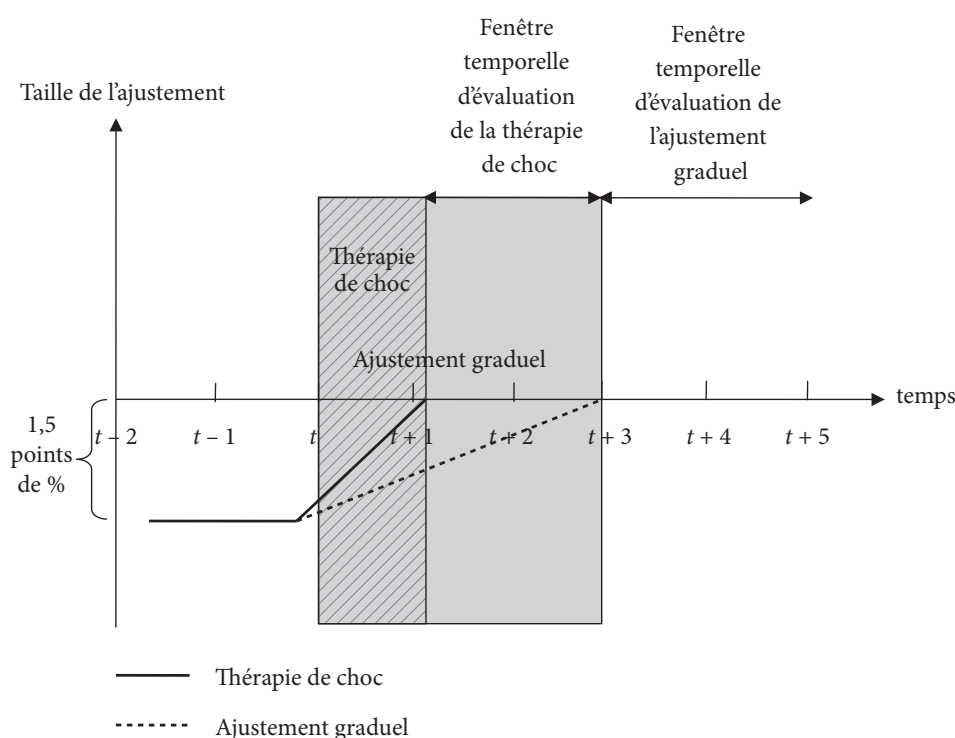 Fenêtre
temporelle
d'évaluation
de la thérapie
de choc
Fenêtre
temporelle
d'évaluation de
l'ajustement
graduel
Taille de l'ajustement
Thérapie
de choc
Ajustement graduel
temps
1,5
points
de %
t – 2
t – 1
t
t + 1
t + 2
t + 3
t + 4
t + 5
Thérapie de choc
Ajustement graduel